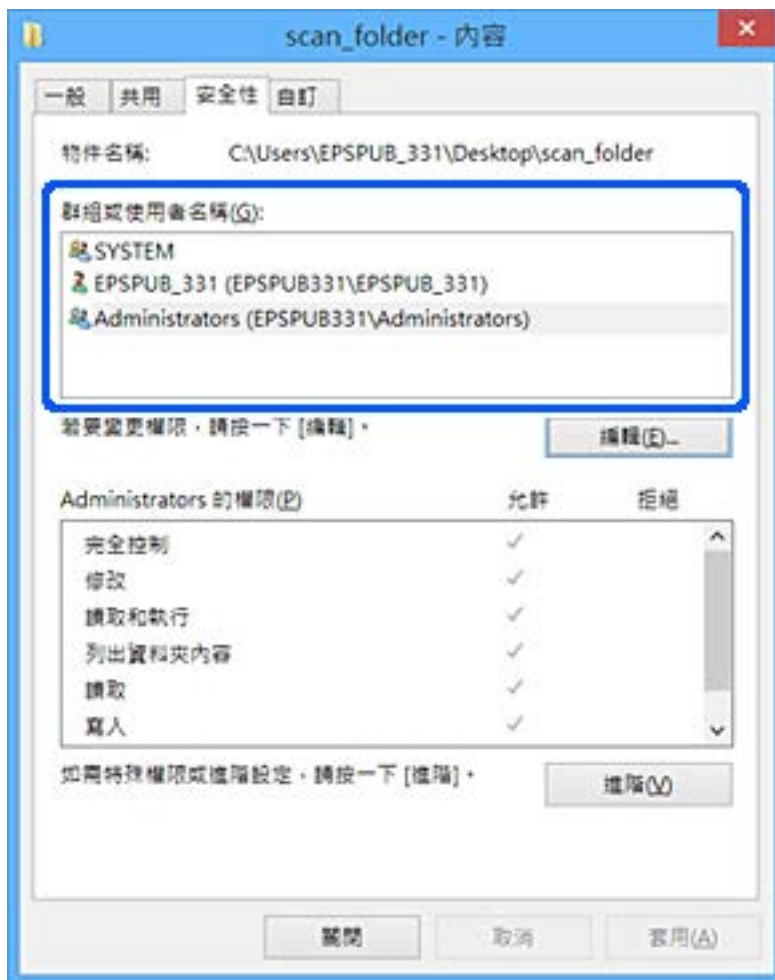 scan_folder - 內容
一般 共用 安全性 自訂
物件名稱: C:\Users\EPSPUB_331\Desktop\scan_folder
群組或使用者名稱(G):
SYSTEM
EPSPUB_331 (EPSPUB331\EPSPUB_331)
Administrators (EPSPUB331\Administrators)
若要變更權限，請按一下 [編輯]。 編輯(E)...
Administrators 的權限(P) 允許 拒絕
完全控制
修改
讀取和執行
列出資料夾內容
讀取
寫入
如需特殊權限或進階設定，請按一下 [進階]。 進階(V)
關閉 取消 套用(A)